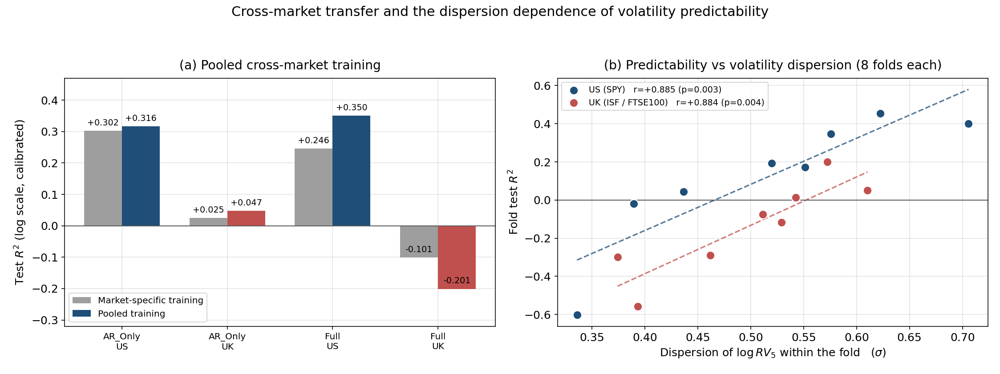 Cross-market transfer and the dispersion dependence of volatility predictability
(a) Pooled cross-market training
Test R² (log scale, calibrated)
0.4
0.3
0.2
0.1
0.0
−0.1
−0.2
−0.3
+0.302
+0.316
+0.025
+0.047
+0.246
+0.350
-0.101
-0.201
Market-specific training
Pooled training
AR_Only
US
AR_Only
UK
Full
US
Full
UK
(b) Predictability vs volatility dispersion (8 folds each)
Fold test R²
0.6
0.4
0.2
0.0
−0.2
−0.4
−0.6
US (SPY) r=+0.885 (p=0.003)
UK (ISF / FTSE100) r=+0.884 (p=0.004)
0.35 0.40 0.45 0.50 0.55 0.60 0.65 0.70
Dispersion of log RV₅ within the fold (σ)